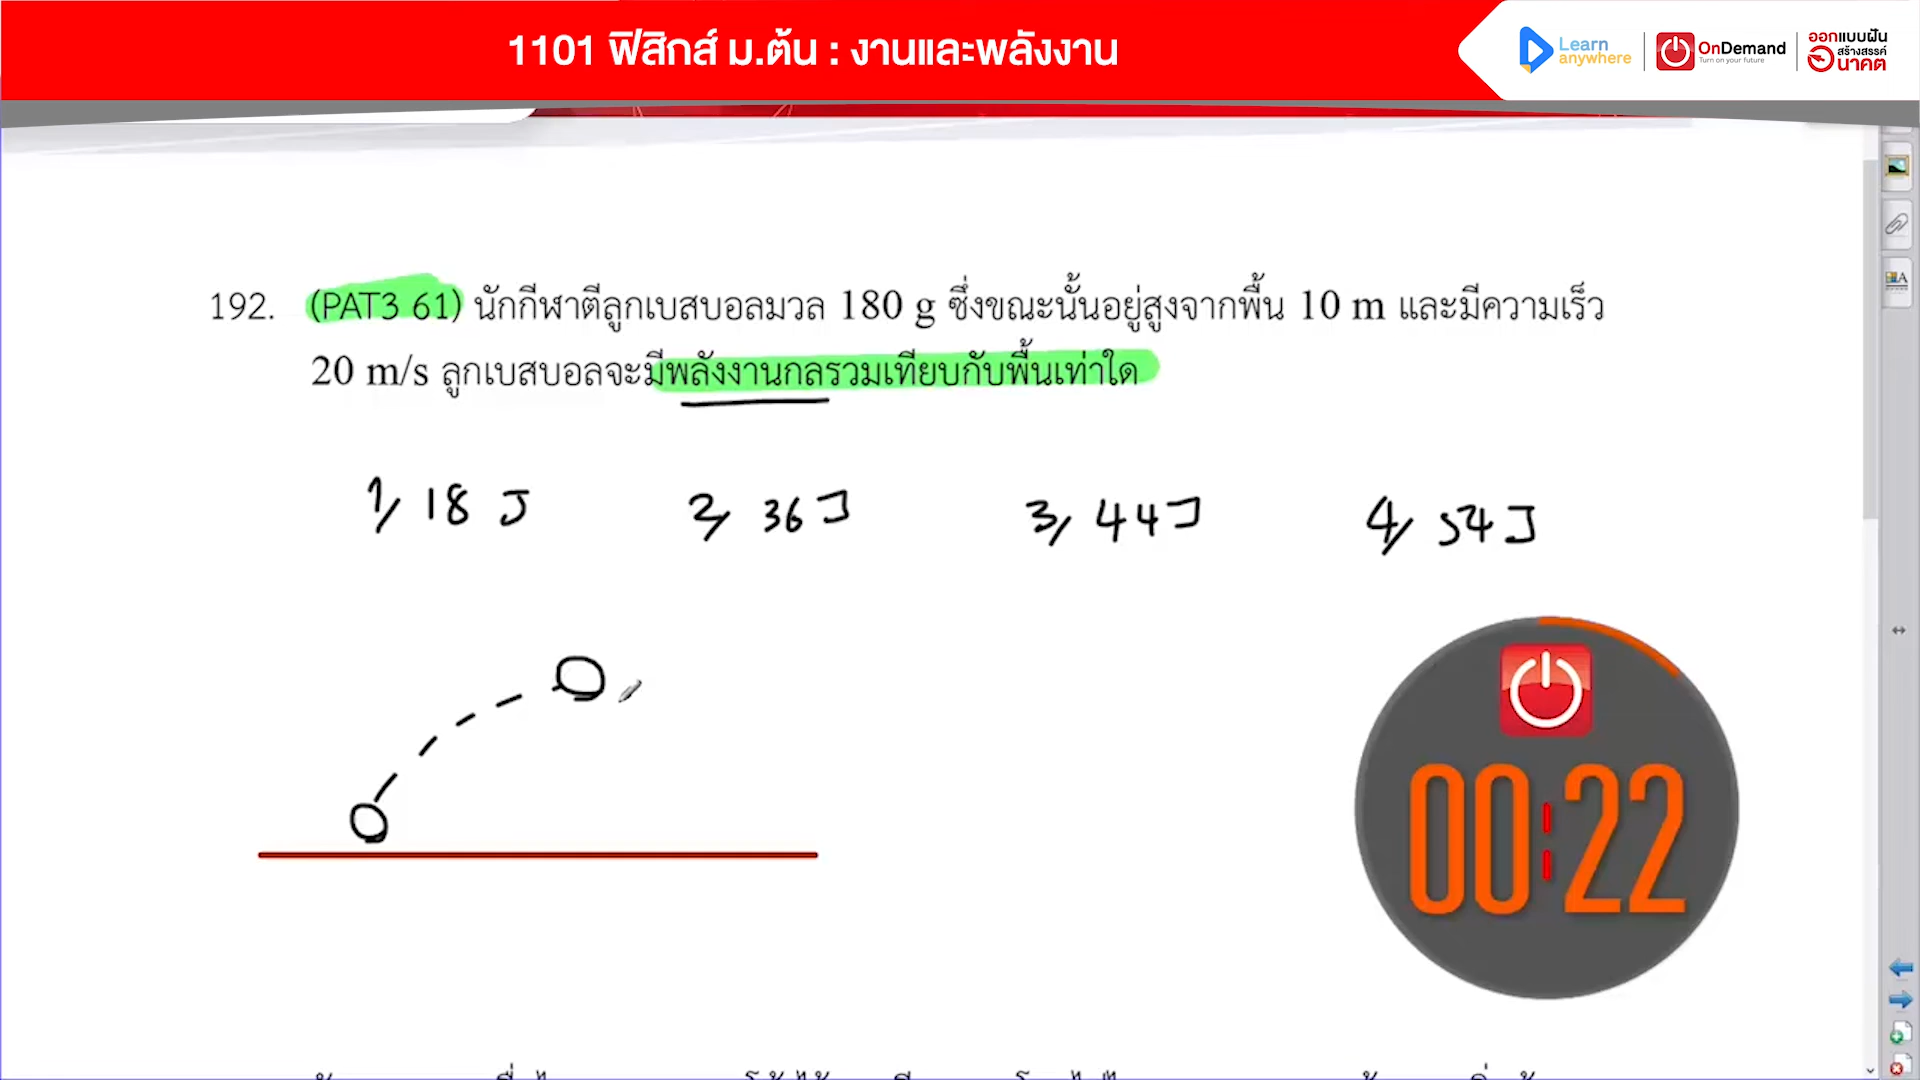 1101 ฟิสิกส์ ม.ต้น : งานและพลังงาน
Learn anywhere
OnDemand
Turn on your future
ออกแบบฝัน
สร้างสรรค์
อนาคต
192. (PAT3 61) นักกีฬาตีลูกเบสบอลมวล 180 g ซึ่งขณะนั้นอยู่สูงจากพื้น 10 m และมีความเร็ว
20 m/s ลูกเบสบอลจะมีพลังงานกลรวมเทียบกับพื้นเท่าใด
1/ 18 J 2/ 36 J 3/ 44 J 4/ 54 J
00:22